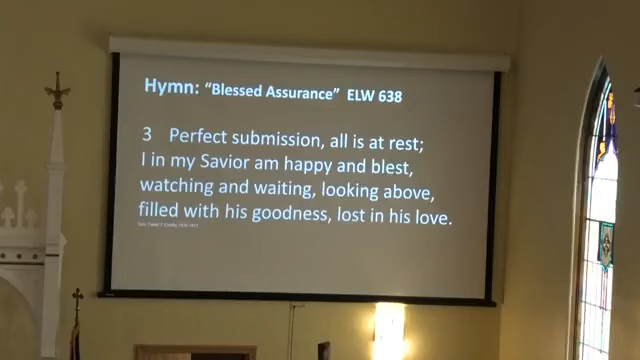 Hymn: "Blessed Assurance" ELW 638
3 Perfect submission, all is at rest;
I in my Savior am happy and blest,
watching and waiting, looking above,
filled with his goodness, lost in his love.